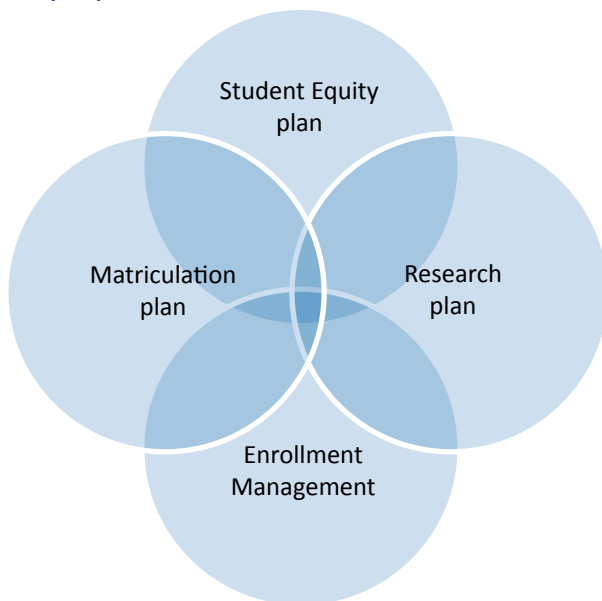 Student Equity
plan
Matriculation
plan
Research
plan
Enrollment
Management